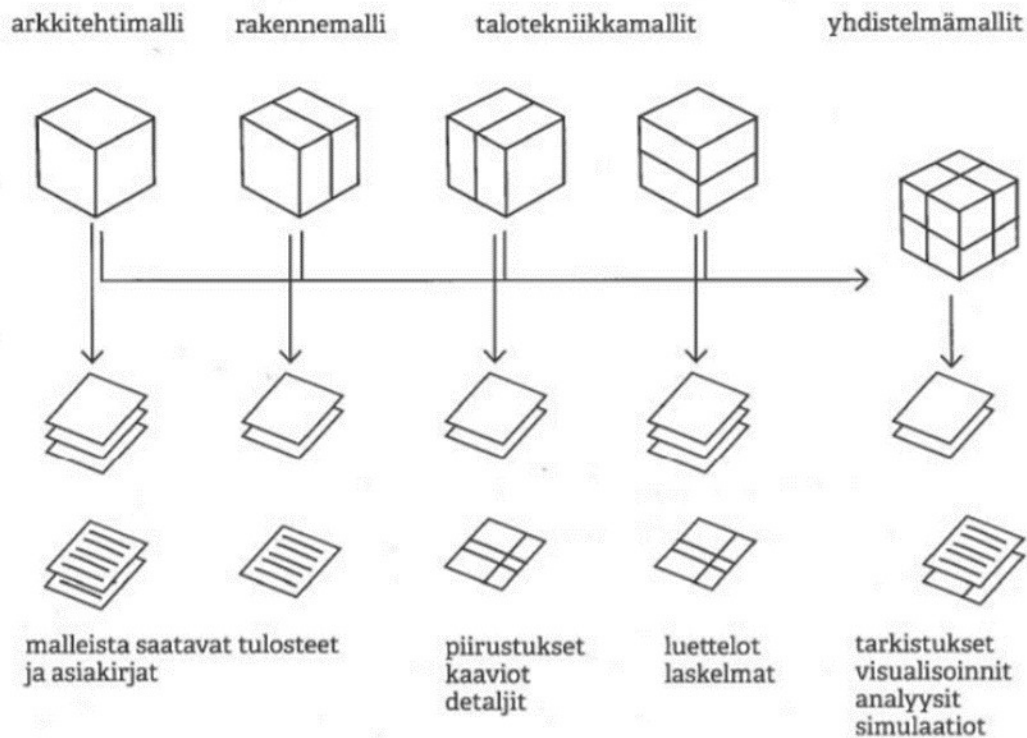 arkkitehtimalli rakennemalli talotekniikkamallit yhdistelmämallit
malleista saatavat tulosteet
ja asiakirjat
piirustukset
kaaviot
detaljit
luettelot
laskelmat
tarkistukset
visualisoinnit
analyysit
simulaatiot